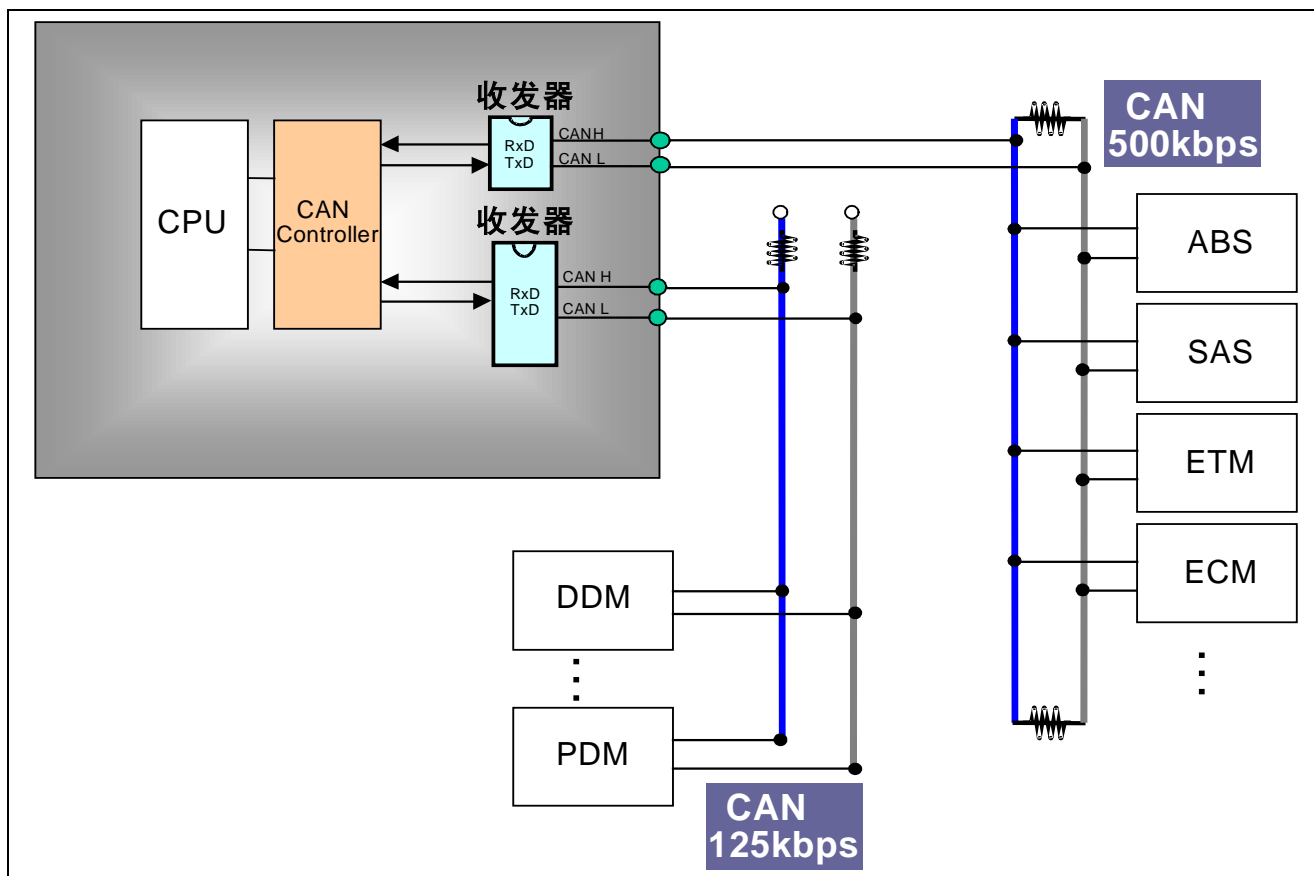 收发器
RxD
TxD
CANH
CAN L
CPU
CAN
Controller
收发器
RxD
TxD
CAN H
CAN L
CAN
500kbps
ABS
SAS
ETM
ECM
DDM
PDM
CAN
125kbps